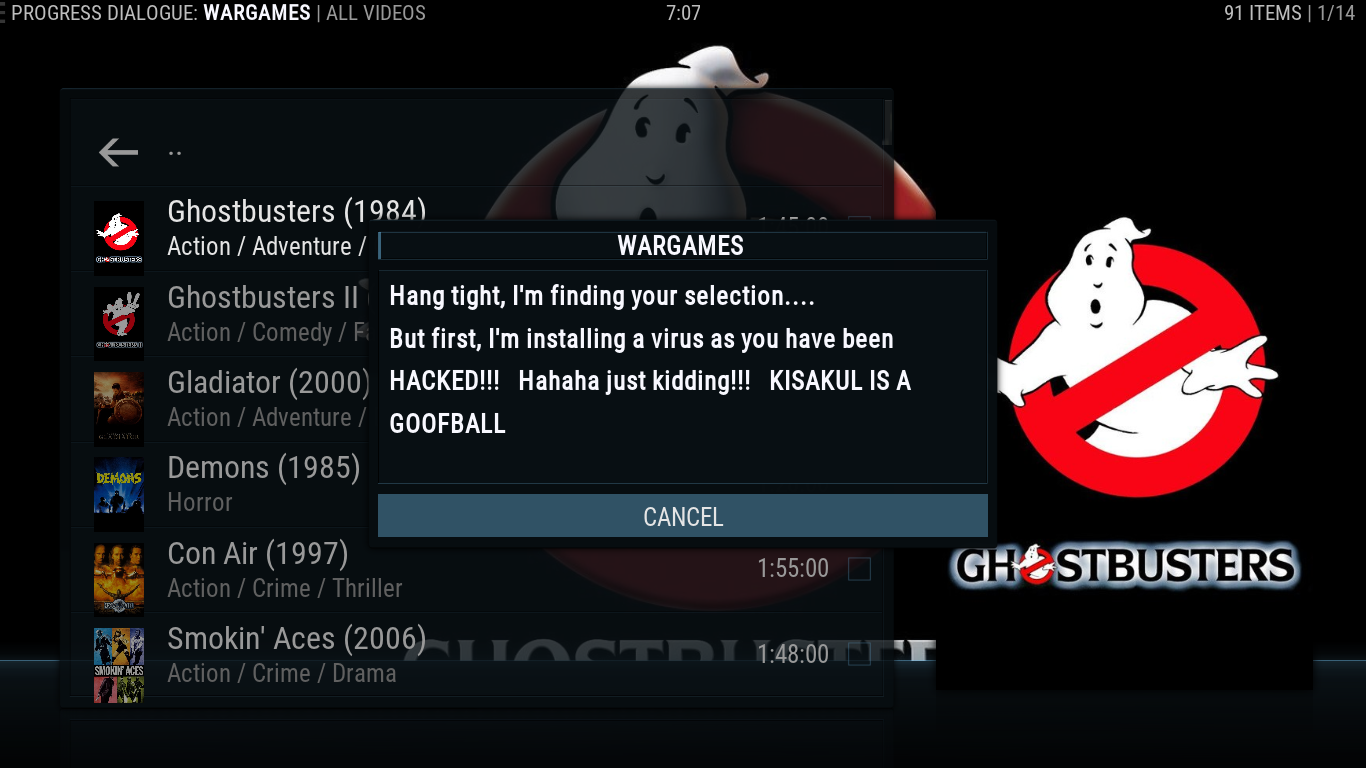 PROGRESS DIALOGUE: WARGAMES | ALL VIDEOS
7:07
91 ITEMS | 1/14
..
Ghostbusters (1984)
Action / Adventure /
Ghostbusters II
Action / Comedy /
Gladiator (2000)
Action / Adventure /
Demons (1985)
Horror
Con Air (1997)
Action / Crime / Thriller
1:55:00
Smokin' Aces (2006)
Action / Crime / Drama
1:48:00
DEMONS
SMOKIN' ACES
WARGAMES
Hang tight, I'm finding your selection....
But first, I'm installing a virus as you have been
HACKED!!! Hahaha just kidding!!! KISAKUL IS A
GOOFBALL
CANCEL
GHOSTBUSTERS